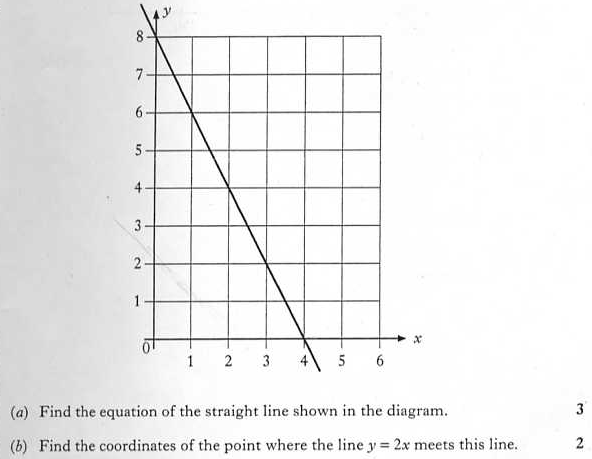 y
8
7
6
5
4
3
2
1
0
1 2 3 4 5 6
x
(a) Find the equation of the straight line shown in the diagram. 3
(b) Find the coordinates of the point where the line y = 2x meets this line. 2